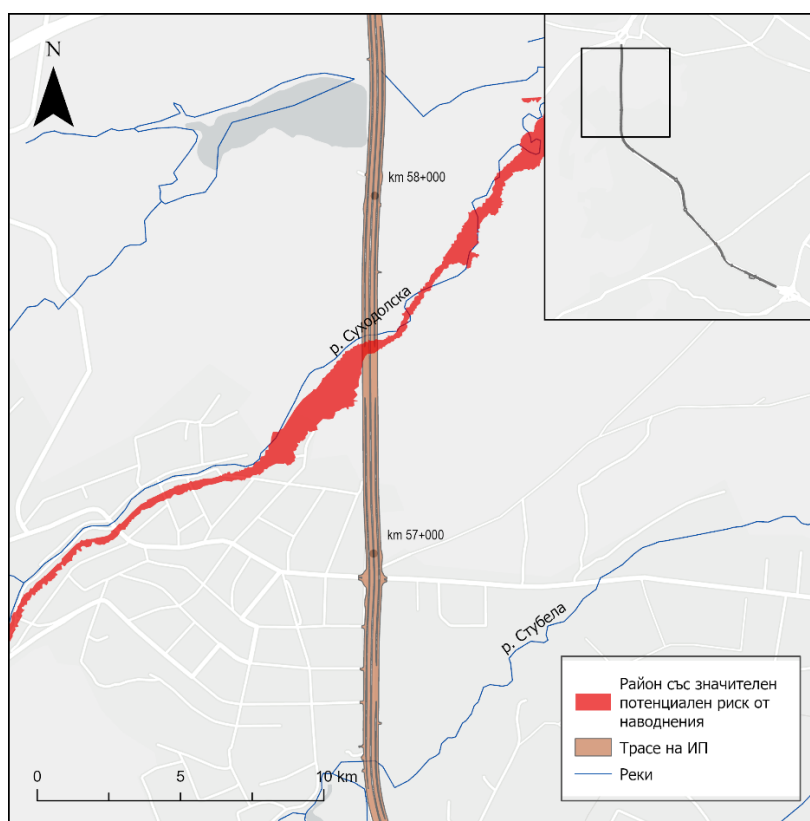 N
km 58+000
р. Суходолска
km 57+000
р. Стубела
Район със значителен
потенциален риск от
наводнения
Трасе на ИП
Реки
0 5 10 km